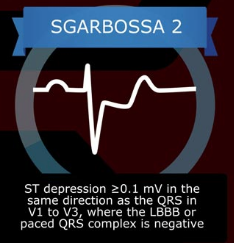 SGARBOSSA 2
ST depression ≥0.1 mV in the
same direction as the QRS in
V1 to V3, where the LBBB or
paced QRS complex is negative